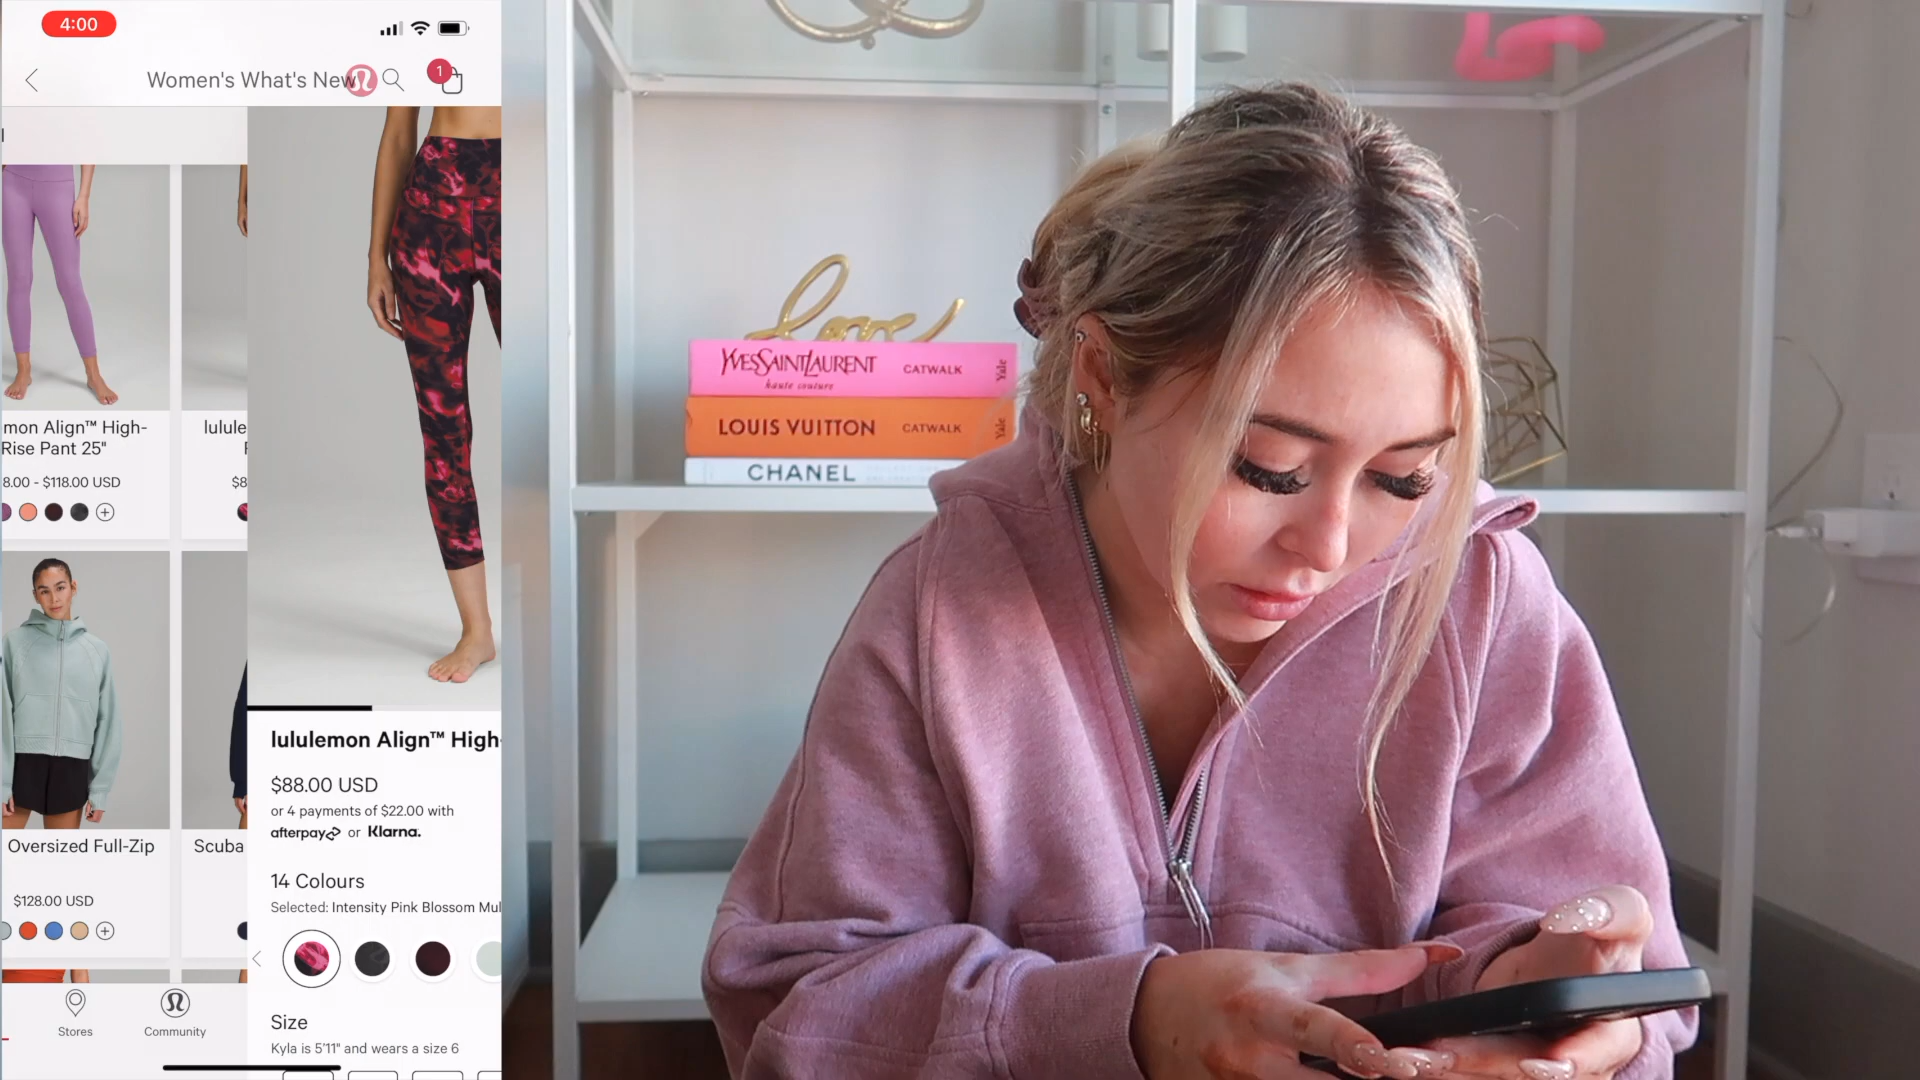 4:00
Women's What's New
1
mon Align™ High-
Rise Pant 25"
8.00 - $118.00 USD
lulule
$8
Oversized Full-Zip
$128.00 USD
Scuba
Stores
Community
lululemon Align™ High-
$88.00 USD
or 4 payments of $22.00 with
afterpay or Klarna.
14 Colours
Selected: Intensity Pink Blossom Mul
Size
Kyla is 5'11" and wears a size 6
love
YVES SAINT LAURENT CATWALK Yale
haute couture
LOUIS VUITTON CATWALK Yale
CHANEL